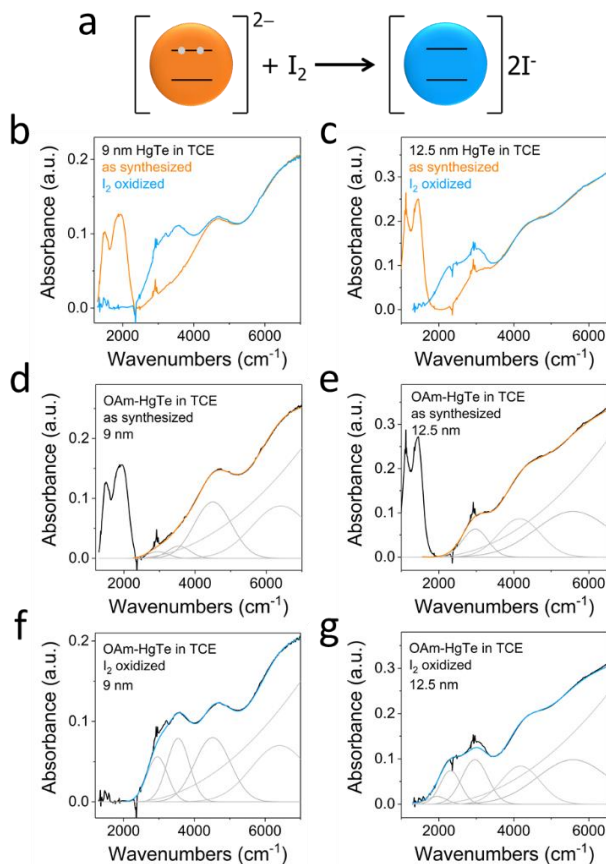 a
2–
+ I2
2I-
b
9 nm HgTe in TCE
as synthesized
I2 oxidized
Absorbance (a.u.)
0.2
0.1
0.0
2000 4000 6000
Wavenumbers (cm-1)
c
12.5 nm HgTe in TCE
as synthesized
I2 oxidized
Absorbance (a.u.)
0.3
0.2
0.1
0.0
2000 4000 6000
Wavenumbers (cm-1)
d
OAm-HgTe in TCE
as synthesized
9 nm
Absorbance (a.u.)
0.2
0.1
0.0
2000 4000 6000
Wavenumbers (cm-1)
e
OAm-HgTe in TCE
as synthesized
12.5 nm
Absorbance (a.u.)
0.3
0.2
0.1
0.0
2000 4000 6000
Wavenumbers (cm-1)
f
OAm-HgTe in TCE
I2 oxidized
9 nm
Absorbance (a.u.)
0.2
0.1
0.0
2000 4000 6000
Wavenumbers (cm-1)
g
OAm-HgTe in TCE
I2 oxidized
12.5 nm
Absorbance (a.u.)
0.3
0.2
0.1
0.0
2000 4000 6000
Wavenumbers (cm-1)